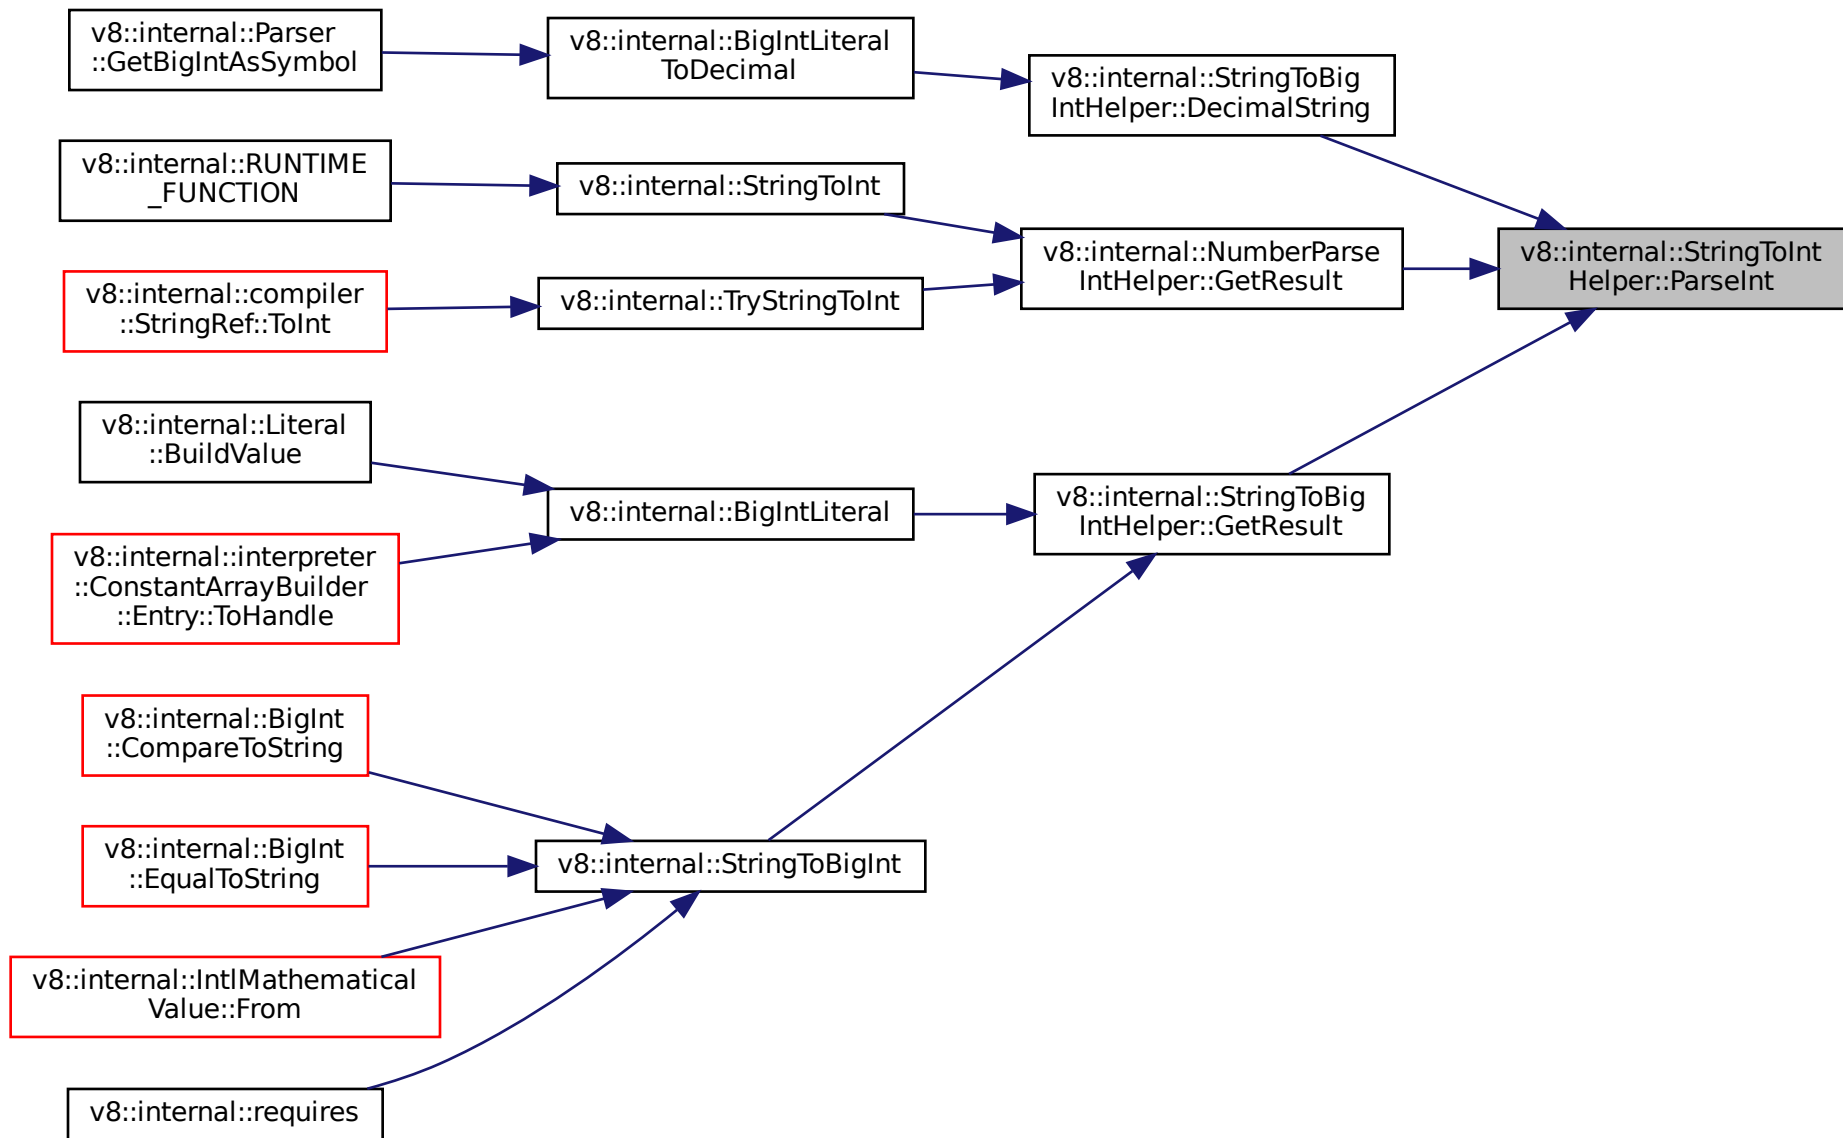 v8::internal::Parser
::GetBigIntAsSymbol
v8::internal::BigIntLiteral
ToDecimal
v8::internal::StringToBig
IntHelper::DecimalString
v8::internal::RUNTIME
_FUNCTION
v8::internal::StringToInt
v8::internal::NumberParse
IntHelper::GetResult
v8::internal::StringToInt
Helper::ParseInt
v8::internal::compiler
::StringRef::ToInt
v8::internal::TryStringToInt
v8::internal::Literal
::BuildValue
v8::internal::BigIntLiteral
v8::internal::StringToBig
IntHelper::GetResult
v8::internal::interpreter
::ConstantArrayBuilder
::Entry::ToHandle
v8::internal::BigInt
::CompareToString
v8::internal::BigInt
::EqualToString
v8::internal::StringToBigInt
v8::internal::IntlMathematical
Value::From
v8::internal::requires